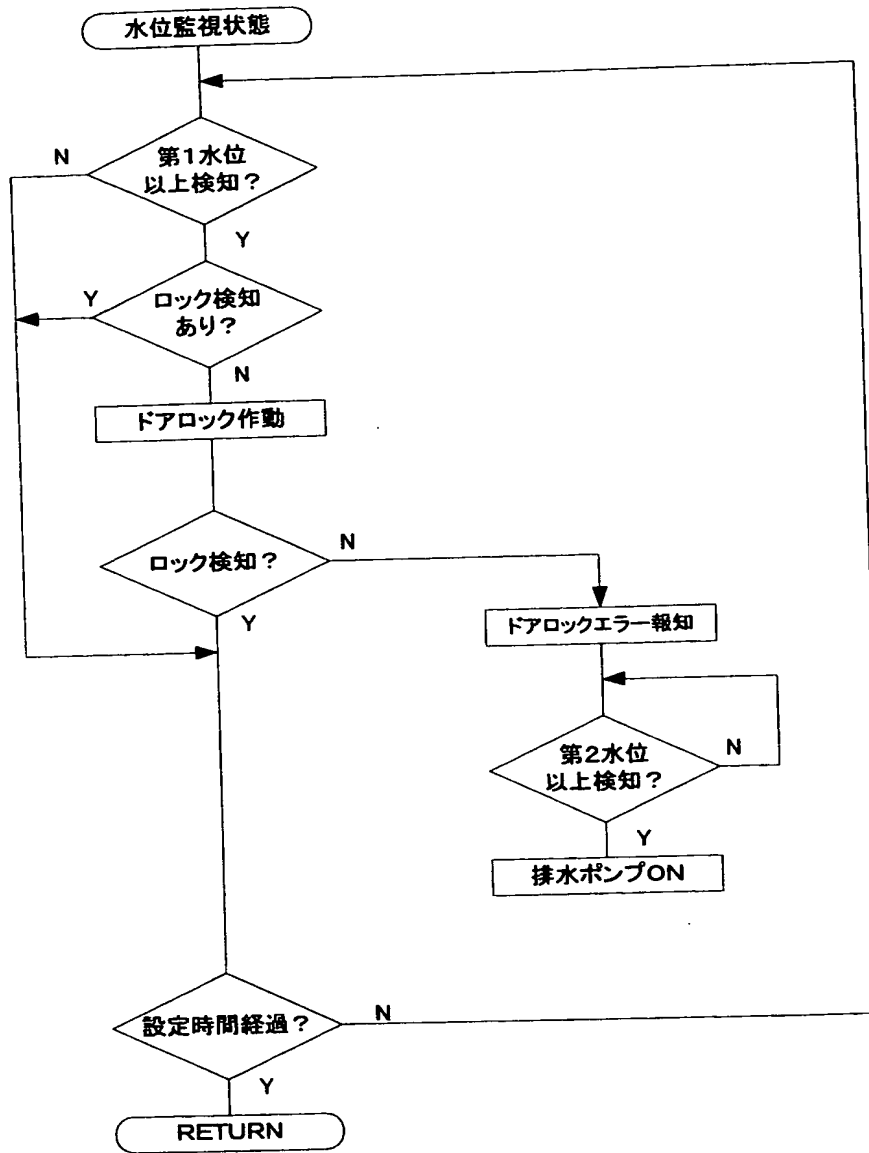 水位監視状態
第1水位
以上検知?
N
Y
ロック検知
あり?
Y
N
ドアロック作動
ロック検知?
N
Y
ドアロックエラー報知
第2水位
以上検知?
N
Y
排水ポンプON
設定時間経過?
N
Y
RETURN